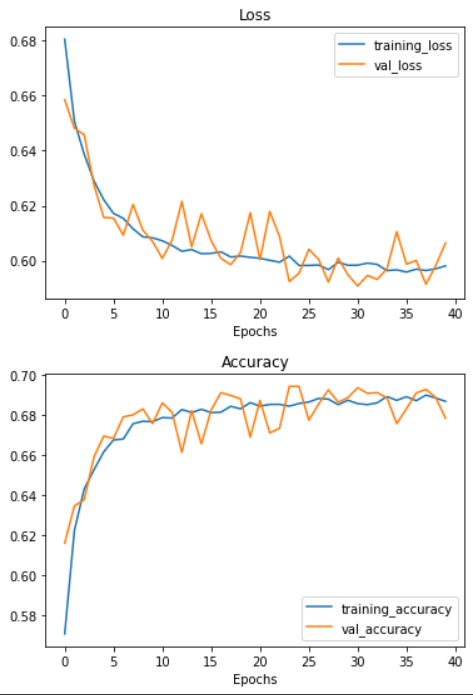 Loss
training_loss
val_loss
0.68
0.66
0.64
0.62
0.60
0 5 10 15 20 25 30 35 40
Epochs
Accuracy
0.70
0.68
0.66
0.64
0.62
0.60
0.58
training_accuracy
val_accuracy
0 5 10 15 20 25 30 35 40
Epochs